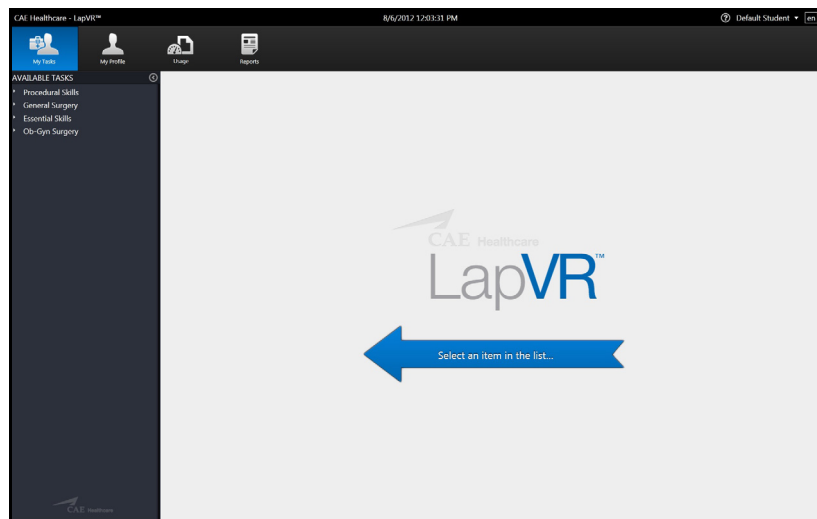 CAE Healthcare - LapVR™
8/6/2012 12:03:31 PM
Default Student
en
My Tasks
My Profile
Usage
Reports
AVAILABLE TASKS
Procedural Skills
General Surgery
Essential Skills
Ob-Gyn Surgery
CAE Healthcare
LapVR™
Select an item in the list...
CAE Healthcare